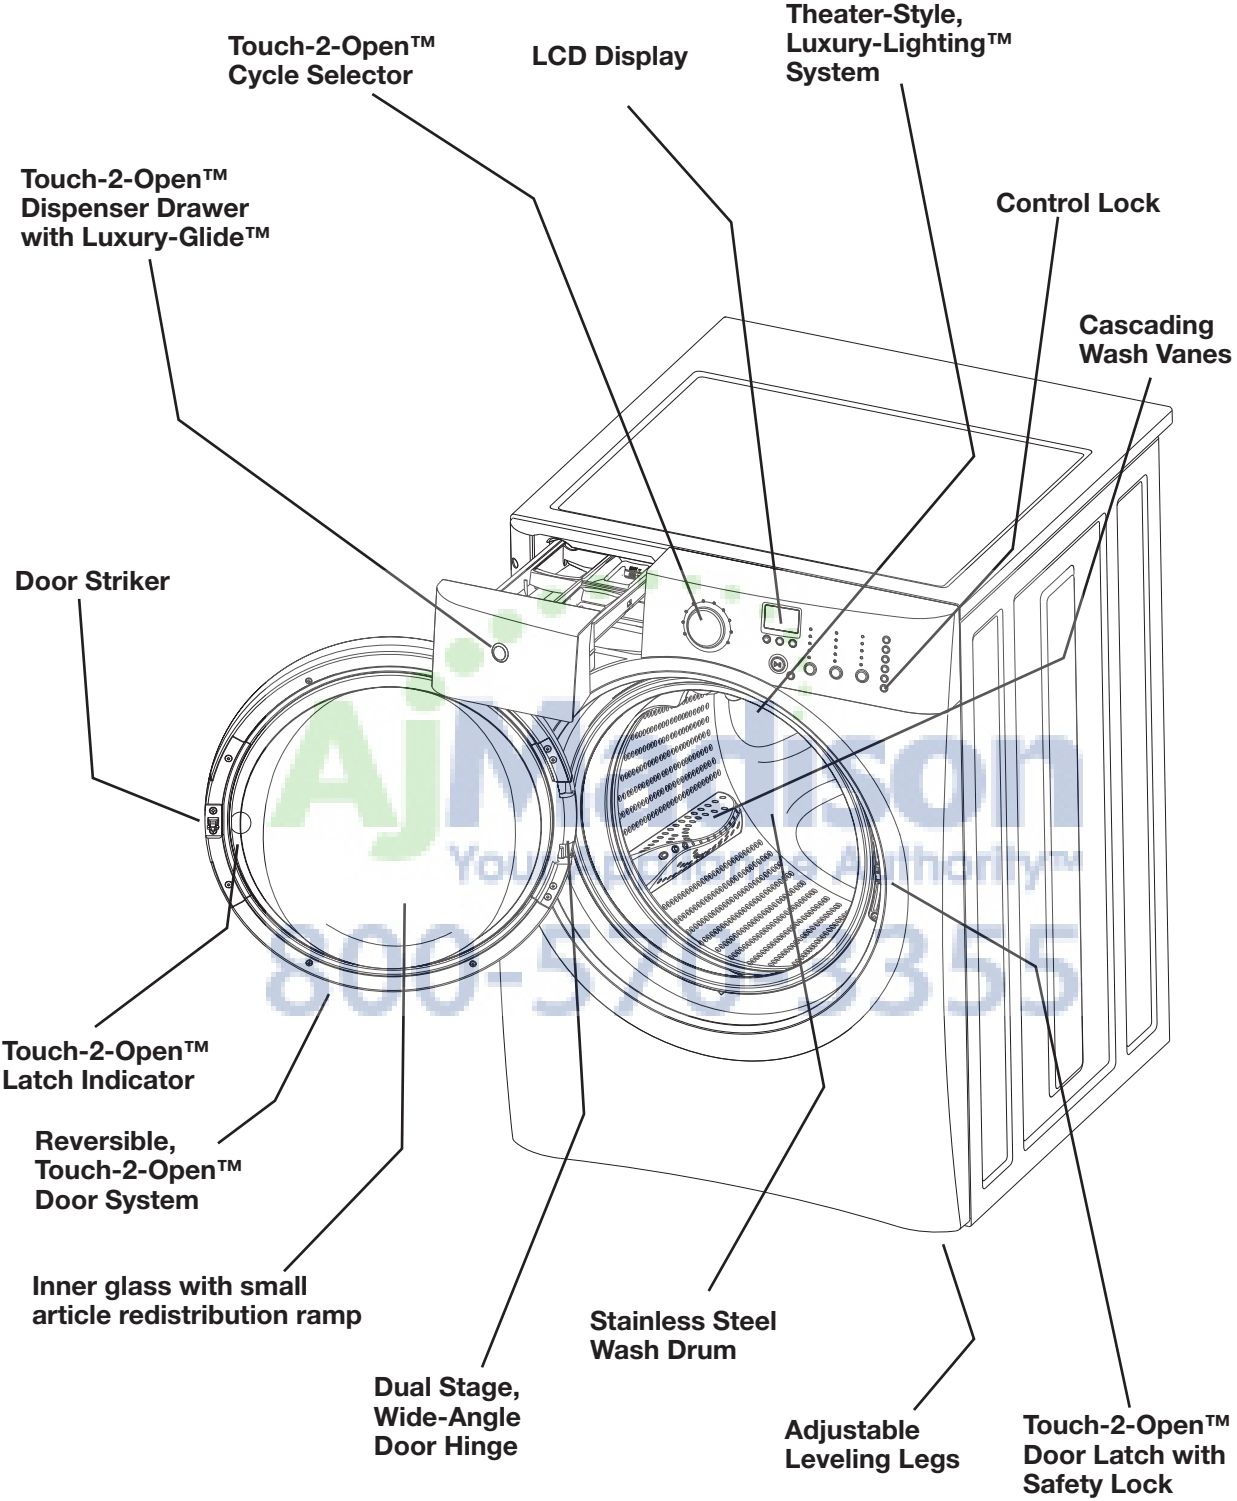 Theater-Style,
Luxury-Lighting™
System
Touch-2-Open™
Cycle Selector
LCD Display
Touch-2-Open™
Dispenser Drawer
with Luxury-Glide™
Control Lock
Cascading
Wash Vanes
Door Striker
AjMadison
Your Appliance Authority™
800-570-3355
Touch-2-Open™
Latch Indicator
Reversible,
Touch-2-Open™
Door System
Inner glass with small
article redistribution ramp
Stainless Steel
Wash Drum
Dual Stage,
Wide-Angle
Door Hinge
Adjustable
Leveling Legs
Touch-2-Open™
Door Latch with
Safety Lock